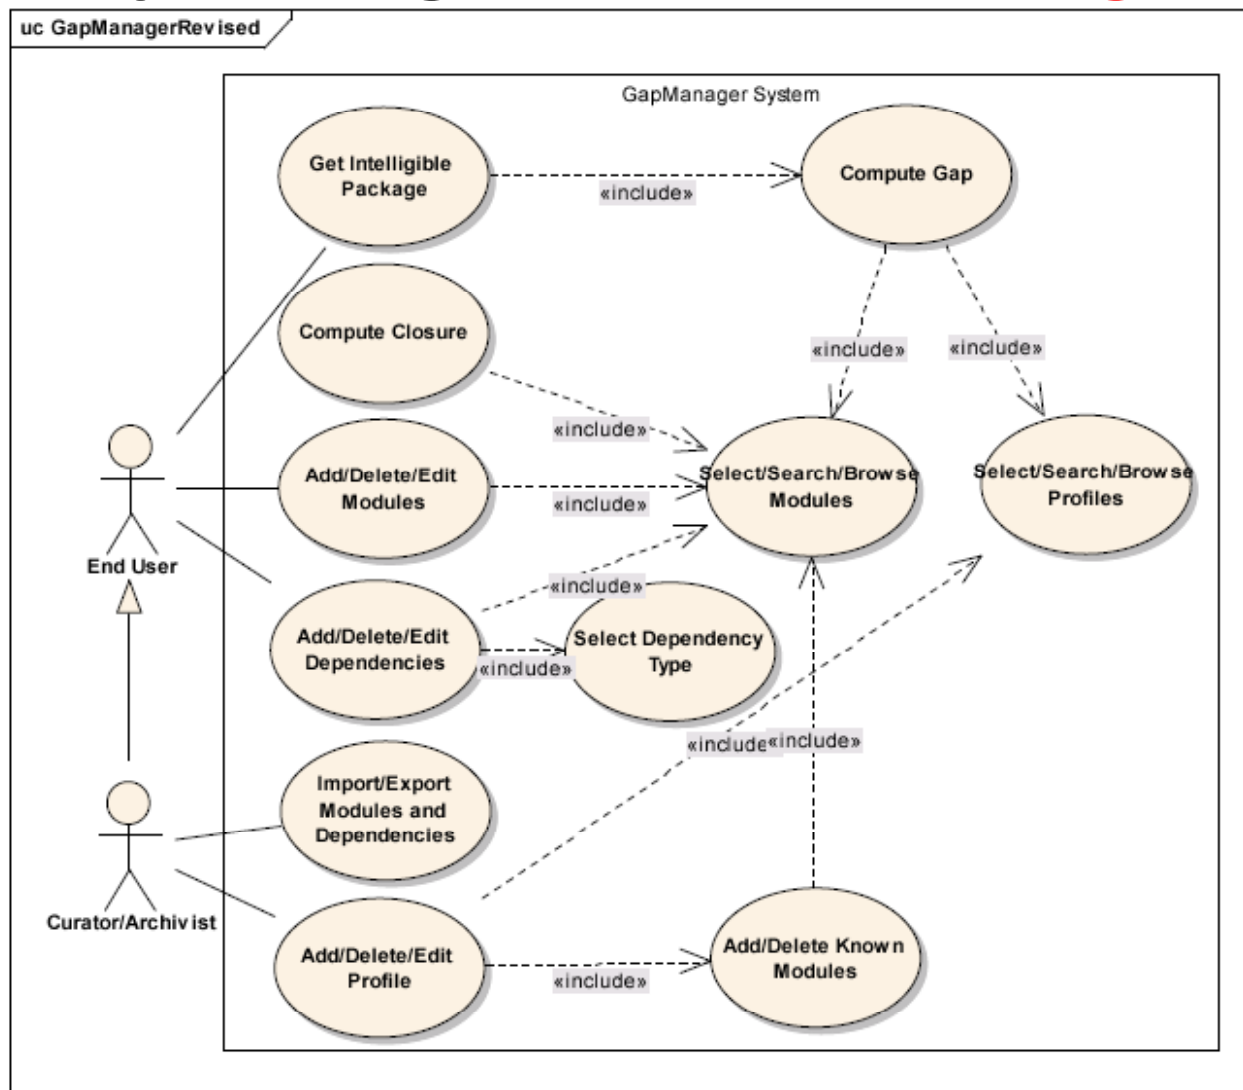 uc GapManagerRevised
GapManager System
Get Intelligible
Package
«include»
Compute Gap
Compute Closure
«include»
«include»
«include»
Add/Delete/Edit
Modules
«include»
Select/Search/Browse
Modules
Select/Search/Browse
Profiles
End User
«include»
Add/Delete/Edit
Dependencies
«include»
Select Dependency
Type
«include
«include»
Import/Export
Modules and
Dependencies
Curator/Archivist
Add/Delete/Edit
Profile
«include»
Add/Delete Known
Modules